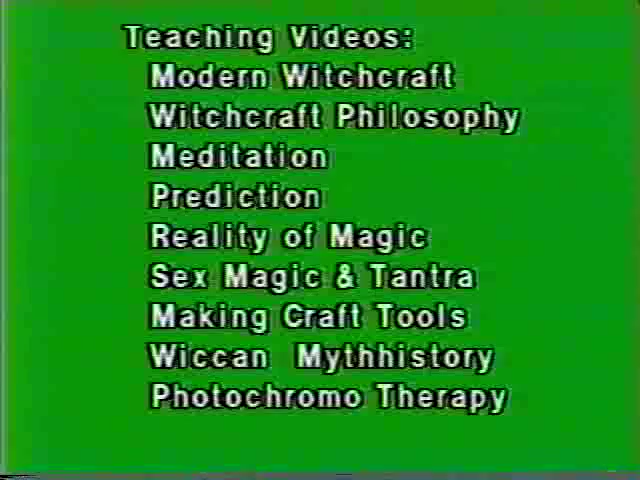 Teaching Videos:
Modern Witchcraft
Witchcraft Philosophy
Meditation
Prediction
Reality of Magic
Sex Magic & Tantra
Making Craft Tools
Wiccan Mythhistory
Photochromo Therapy